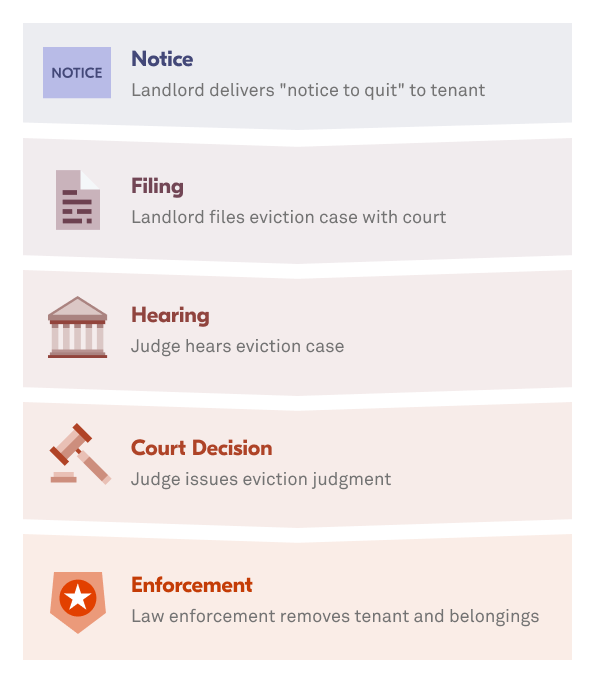 NOTICE
Notice
Landlord delivers "notice to quit" to tenant
Filing
Landlord files eviction case with court
Hearing
Judge hears eviction case
Court Decision
Judge issues eviction judgment
Enforcement
Law enforcement removes tenant and belongings